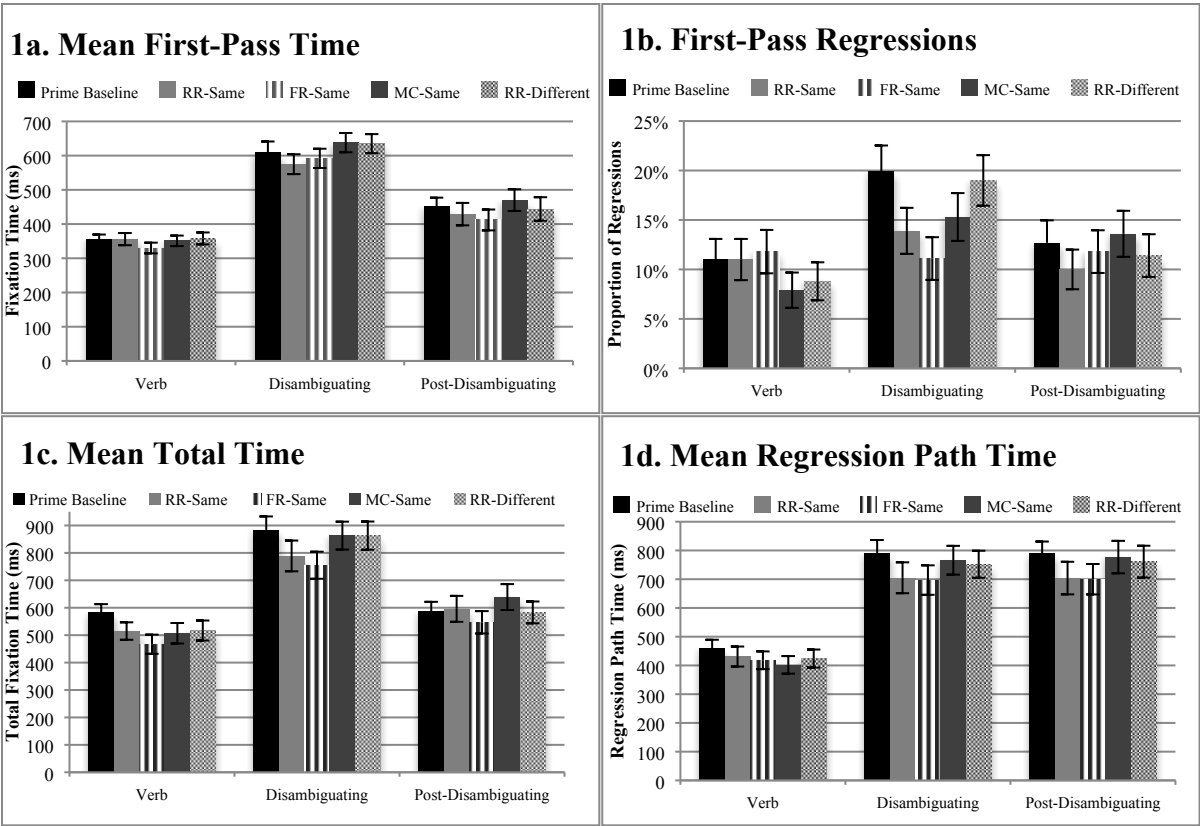 1a. Mean First-Pass Time
Prime Baseline RR-Same FR-Same MC-Same RR-Different
Fixation Time (ms)
700
600
500
400
300
200
100
0
Verb Disambiguating Post-Disambiguating
1b. First-Pass Regressions
Prime Baseline RR-Same FR-Same MC-Same RR-Different
Proportion of Regressions
25%
20%
15%
10%
5%
0%
Verb Disambiguating Post-Disambiguating
1c. Mean Total Time
Prime Baseline RR-Same FR-Same MC-Same RR-Different
Total Fixation Time (ms)
900
800
700
600
500
400
300
200
100
0
Verb Disambiguating Post-Disambiguating
1d. Mean Regression Path Time
Prime Baseline RR-Same FR-Same MC-Same RR-Different
Regression Path Time (ms)
900
800
700
600
500
400
300
200
100
0
Verb Disambiguating Post-Disambiguating